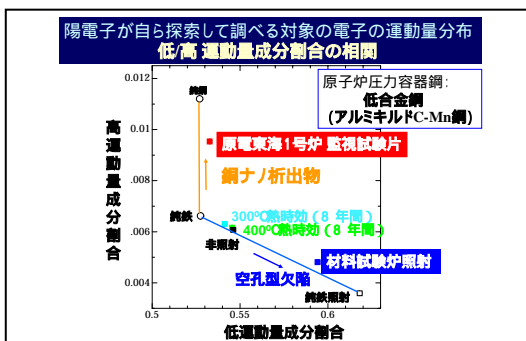 陽電子が自ら探索して調べる対象の電子の運動量分布
低/高 運動量成分割合の相関
原子炉圧力容器鋼:
低合金鋼
(アルミキルドC-Mn鋼)
高運動量成分割合
0.012
0.01
0.008
0.006
0.004
純銅
原電東海1号炉 監視試験片
銅ナノ析出物
純鉄
300℃熱時効(8 年間)
400℃熱時効(8 年間)
非照射
空孔型欠陥
材料試験炉照射
純鉄照射
0.5
0.55
0.6
低運動量成分割合